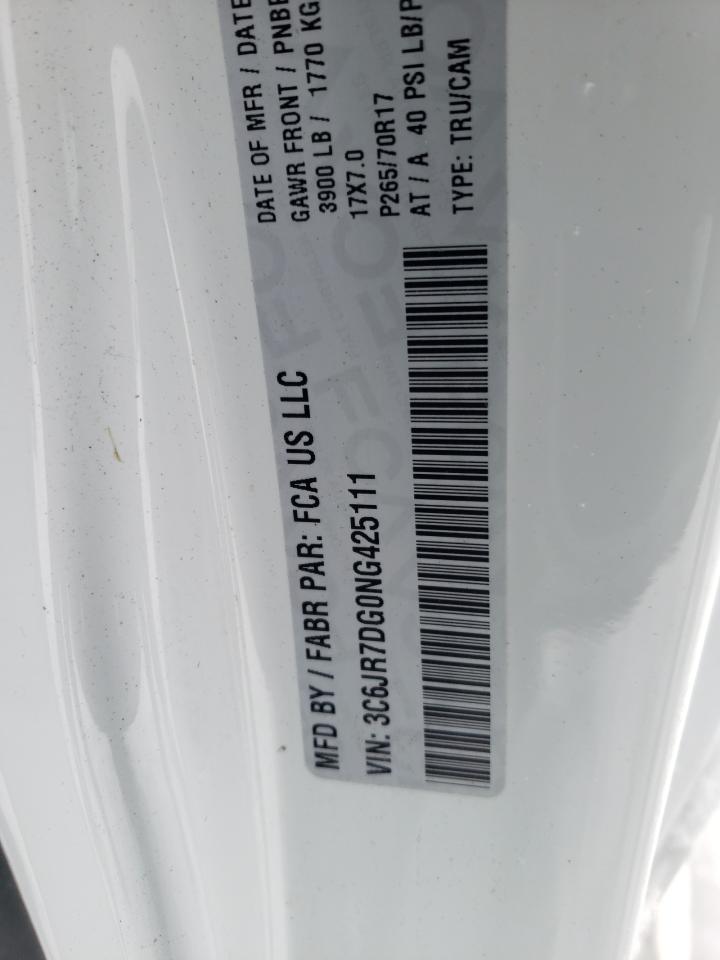 MFD BY / FABR PAR: FCA US LLC
DATE OF MFR / DATE
GAWR FRONT / PNBE
3900 LB / 1770 KG
17X7.0
P265/70R17
AT / A 40 PSI LB/P
VIN: 3C6JR7DG0NG425111
TYPE: TRU/CAM